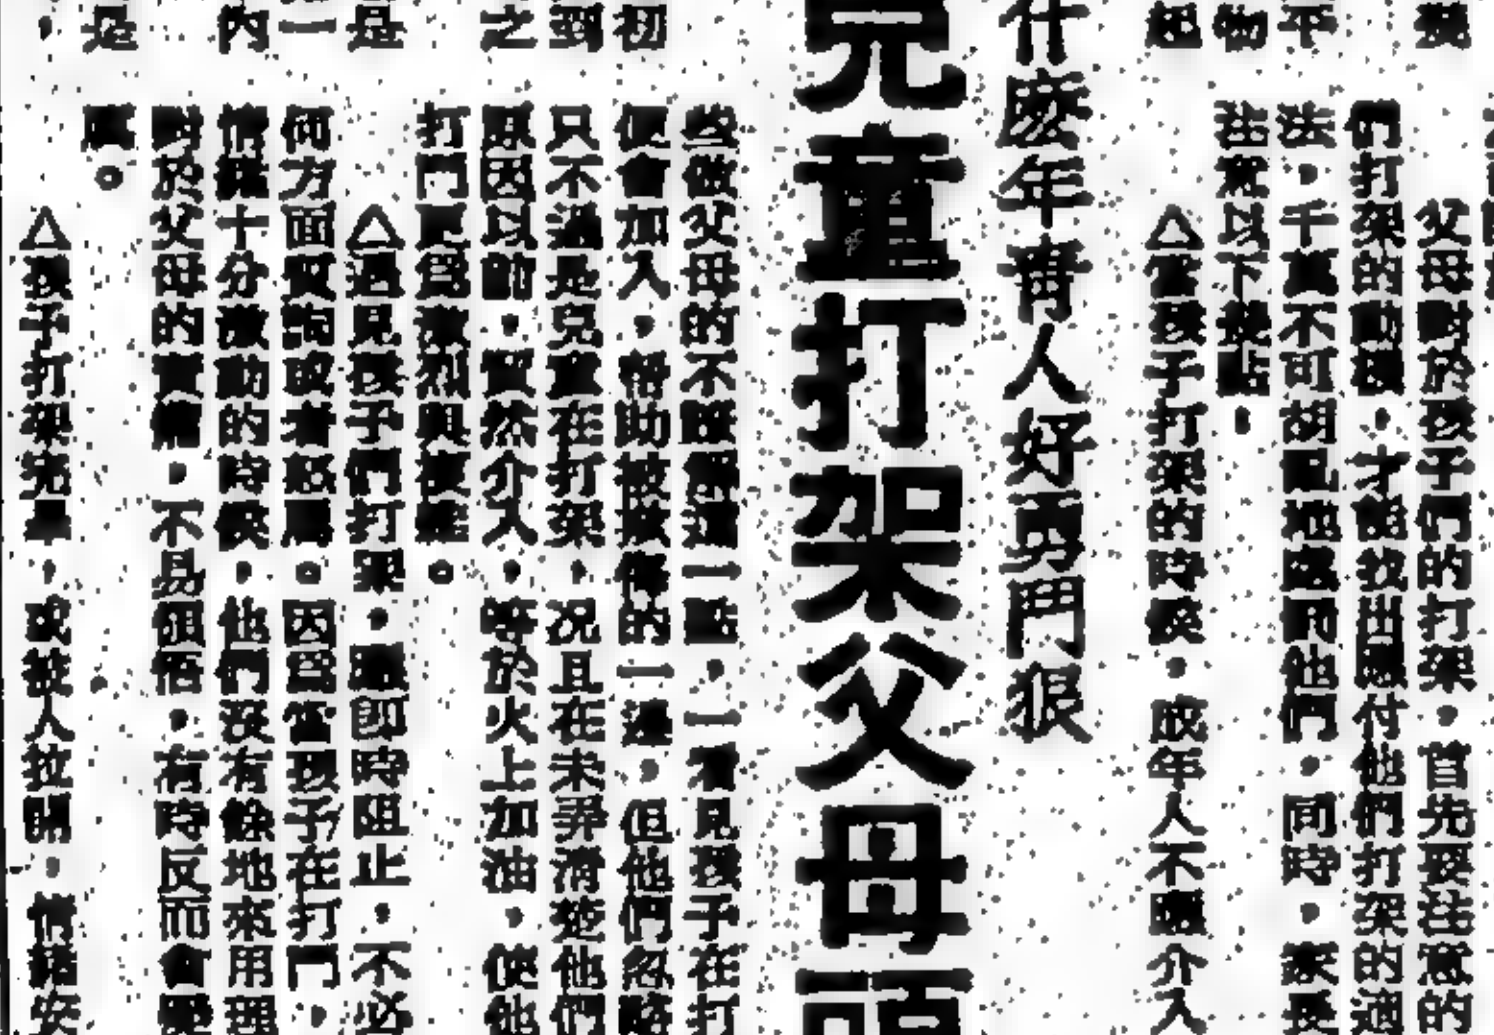 物
不
父母對於孩子們的打架，首先要注意的
們打架的動機，才能找出應付他們打架的適
法，千萬不可胡亂地處罰他們，同時，家長
注意以下幾點。
△當孩子打架的時候，成年人不應介入
什麽年青人好勇鬥狠
兒童打架父母頭
初
到
之
是
一
內
是
些做父母的不瞭解這一點，一看見孩子在打
便會加入，幫助被欺侮的一邊，但他們忽略
只不過是兒童在打架，况且在未弄清楚他們
原因以前，貿然介入，等於火上加油，使他
打鬥更爲激烈與複雜。
△遇見孩子們打架，應即時阻止，不必
何方面質詢或者怒罵。因爲當孩子在打鬥，
情緒十分激動的時候，他們沒有餘地來用理
對於父母的責備，不易領悟，有時反而會
△孩子打架完畢，或被人拉開，情緒安